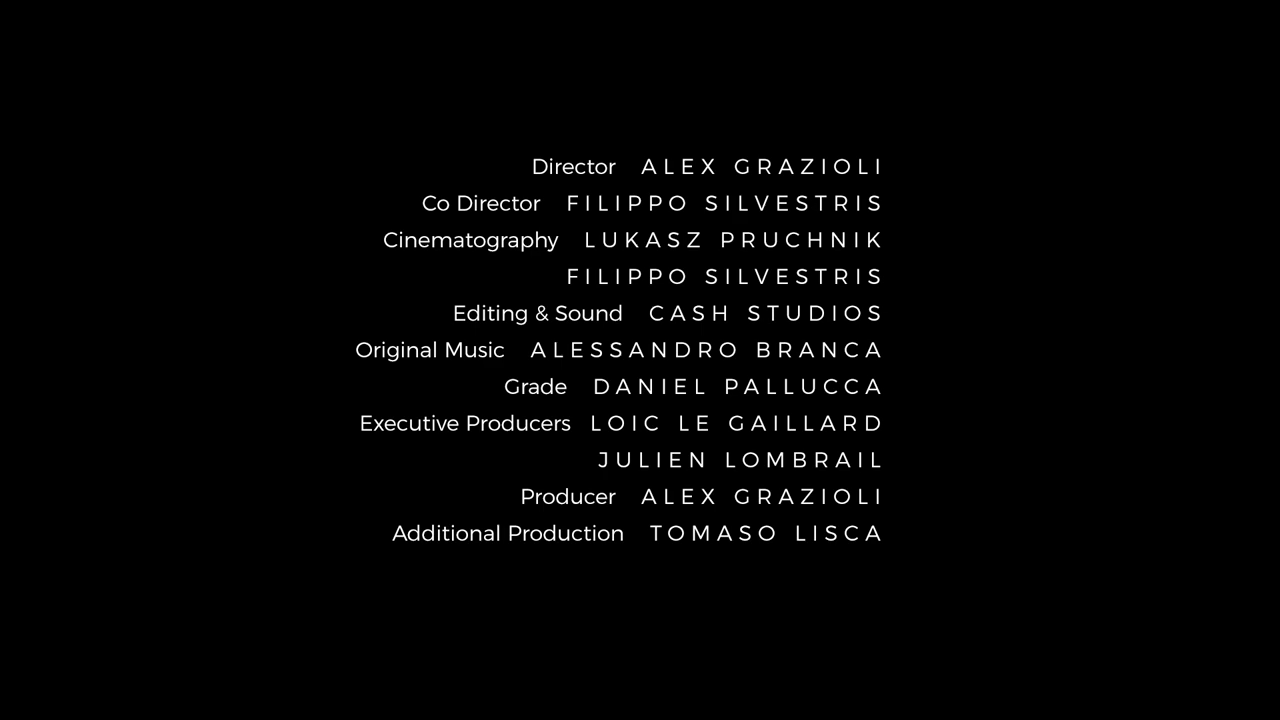 Director ALEX GRAZIOLI
Co Director FILIPPO SILVESTRIS
Cinematography LUKASZ PRUCHNIK
FILIPPO SILVESTRIS
Editing & Sound CASH STUDIOS
Original Music ALESSANDRO BRANCA
Grade DANIEL PALLUCCA
Executive Producers LOIC LE GAILLARD
JULIEN LOMBRAIL
Producer ALEX GRAZIOLI
Additional Production TOMASO LISCA